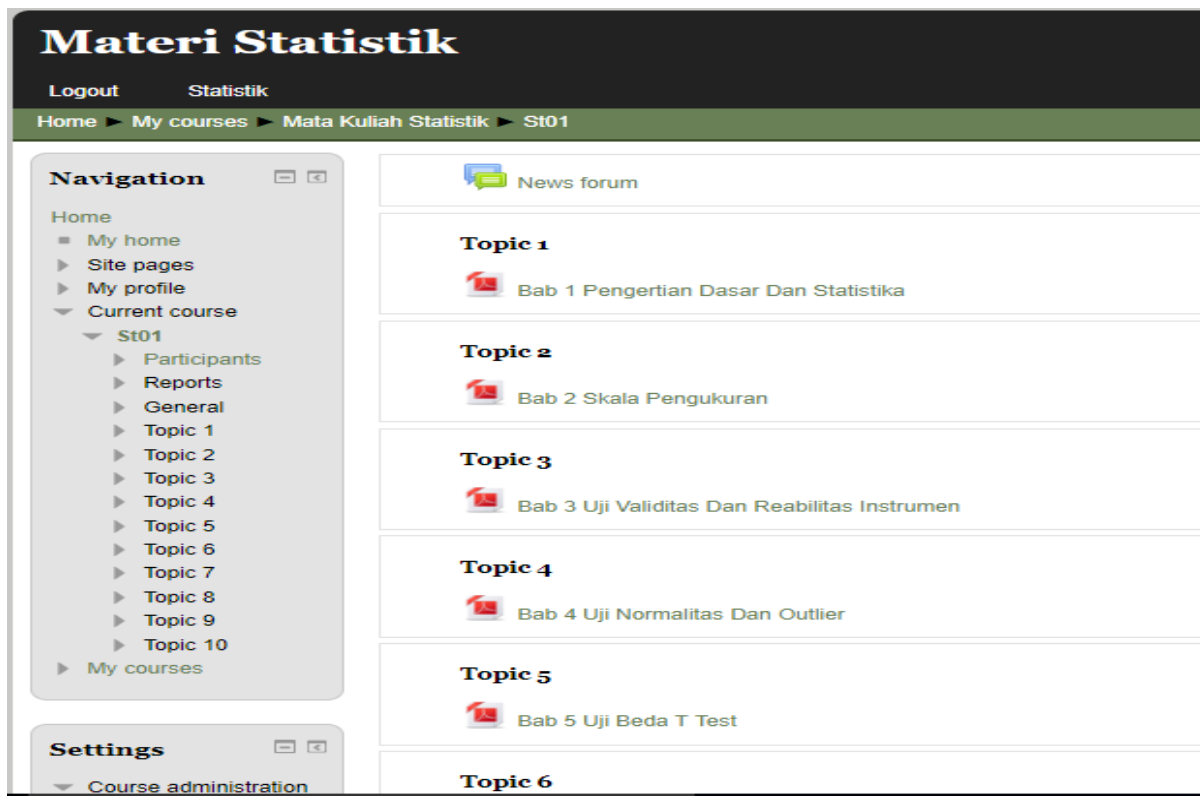 Materi Statistik
Logout Statistik
Home ► My courses ► Mata Kuliah Statistik ► St01
Navigation
Home
My home
Site pages
My profile
Current course
St01
Participants
Reports
General
Topic 1
Topic 2
Topic 3
Topic 4
Topic 5
Topic 6
Topic 7
Topic 8
Topic 9
Topic 10
My courses
Settings
Course administration
News forum
Topic 1
Bab 1 Pengertian Dasar Dan Statistika
Topic 2
Bab 2 Skala Pengukuran
Topic 3
Bab 3 Uji Validitas Dan Reabilitas Instrumen
Topic 4
Bab 4 Uji Normalitas Dan Outlier
Topic 5
Bab 5 Uji Beda T Test
Topic 6